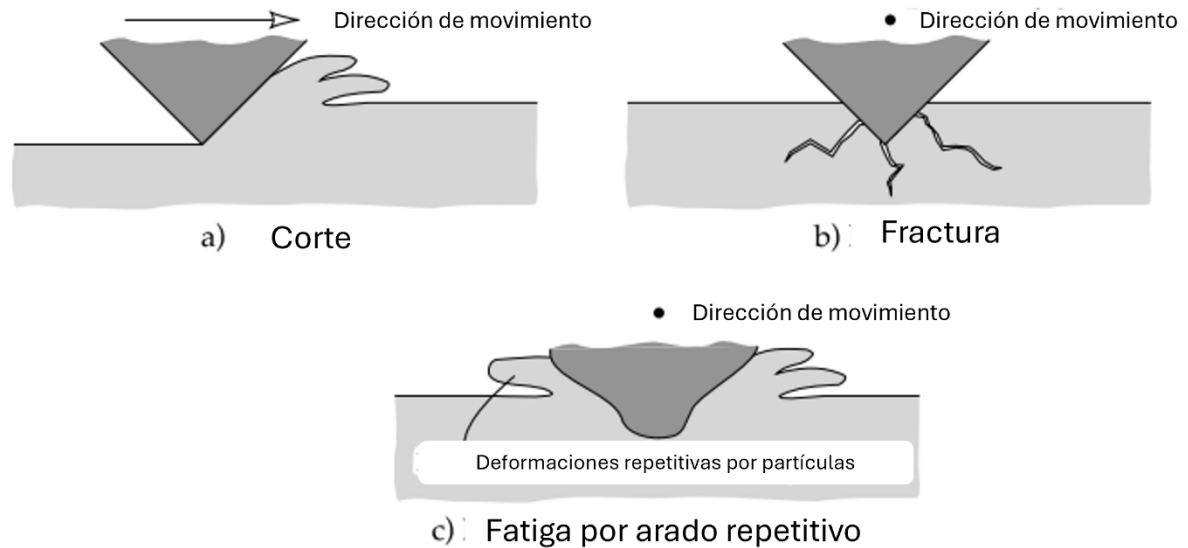 Dirección de movimiento
Dirección de movimiento
a) Corte
b) Fractura
Dirección de movimiento
Deformaciones repetitivas por partículas
c) Fatiga por arado repetitivo